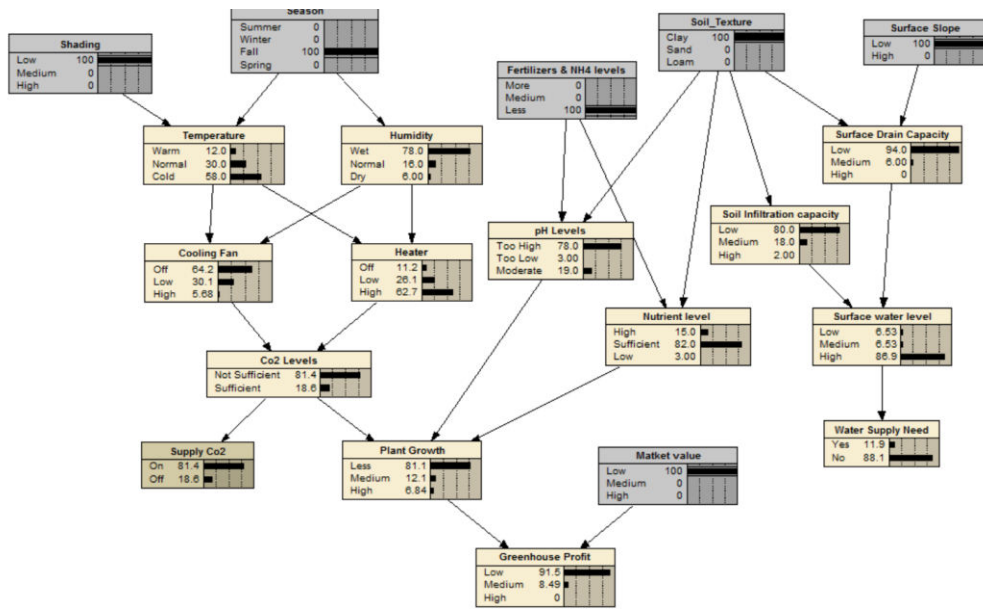 Season
Summer 0
Winter 0
Fall 100
Spring 0
Shading
Low 100
Medium 0
High 0
Soil_Texture
Clay 100
Sand 0
Loam 0
Surface Slope
Low 100
High 0
Fertilizers & NH4 levels
More 0
Medium 0
Less 100
Temperature
Warm 12.0
Normal 30.0
Cold 58.0
Humidity
Wet 78.0
Normal 16.0
Dry 6.00
Surface Drain Capacity
Low 94.0
Medium 6.00
High 0
Soil Infiltration capacity
Low 80.0
Medium 18.0
High 2.00
pH Levels
Too High 78.0
Too Low 3.00
Moderate 19.0
Cooling Fan
Off 64.2
Low 30.1
High 5.68
Heater
Off 11.2
Low 26.1
High 62.7
Nutrient level
High 15.0
Sufficient 82.0
Low 3.00
Surface water level
Low 6.53
Medium 6.53
High 86.9
Co2 Levels
Not Sufficient 81.4
Sufficient 18.6
Water Supply Need
Yes 11.9
No 88.1
Supply Co2
On 81.4
Off 18.6
Plant Growth
Less 81.1
Medium 12.1
High 6.84
Matket value
Low 100
Medium 0
High 0
Greenhouse Profit
Low 91.5
Medium 8.49
High 0